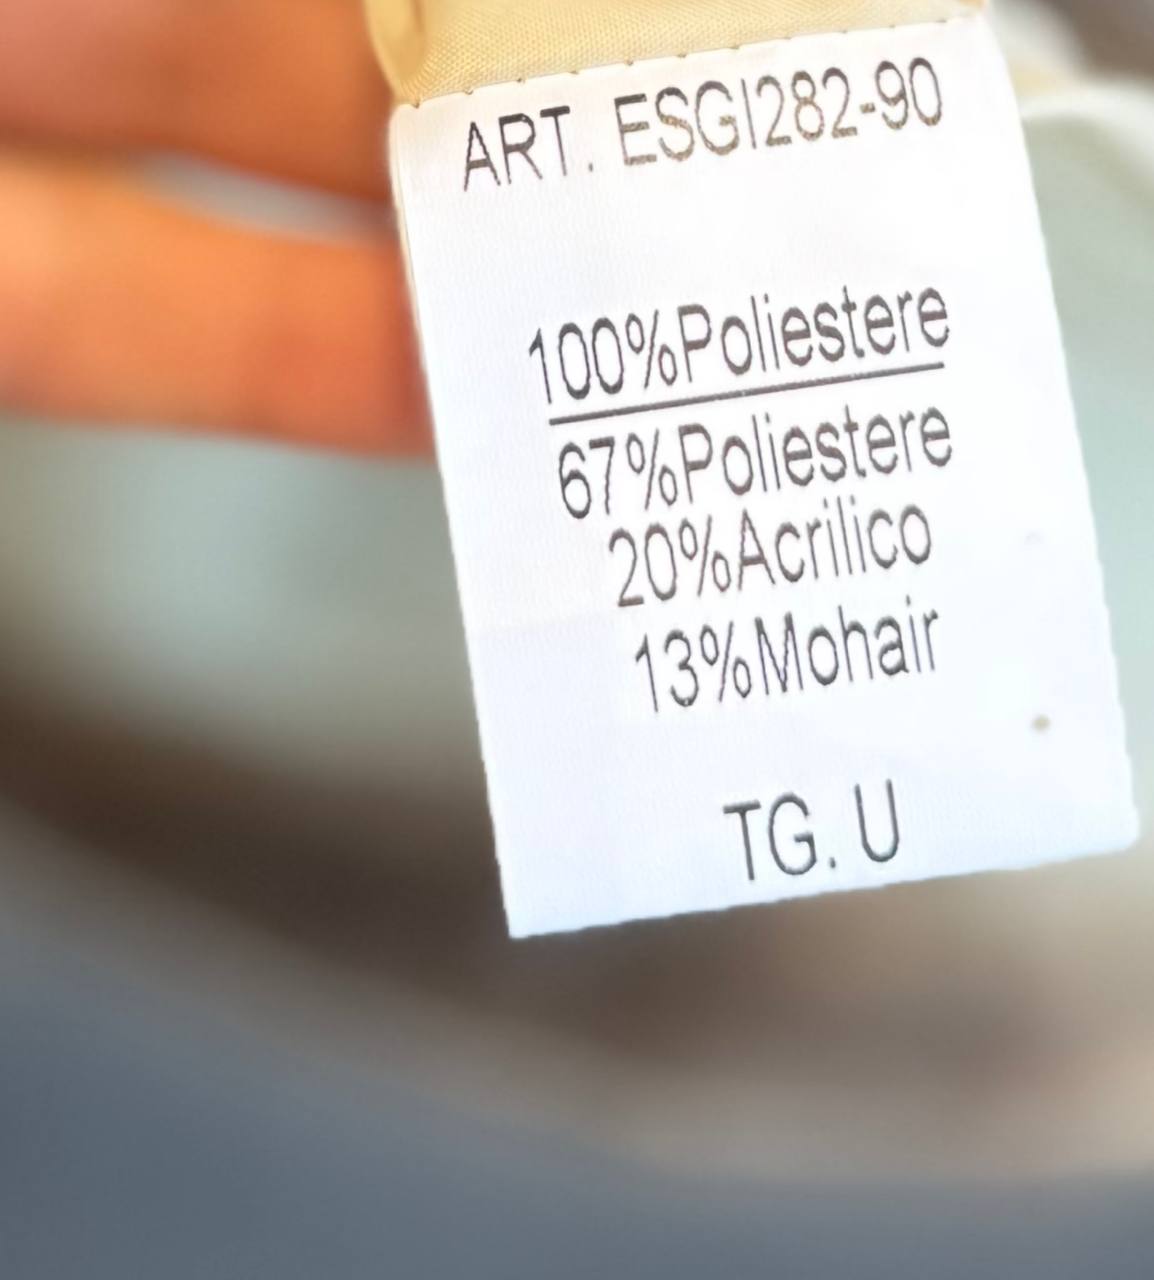 ART. ESGI282-90
100%Poliestere
67%Poliestere
20%Acrilico
13%Mohair
TG. U